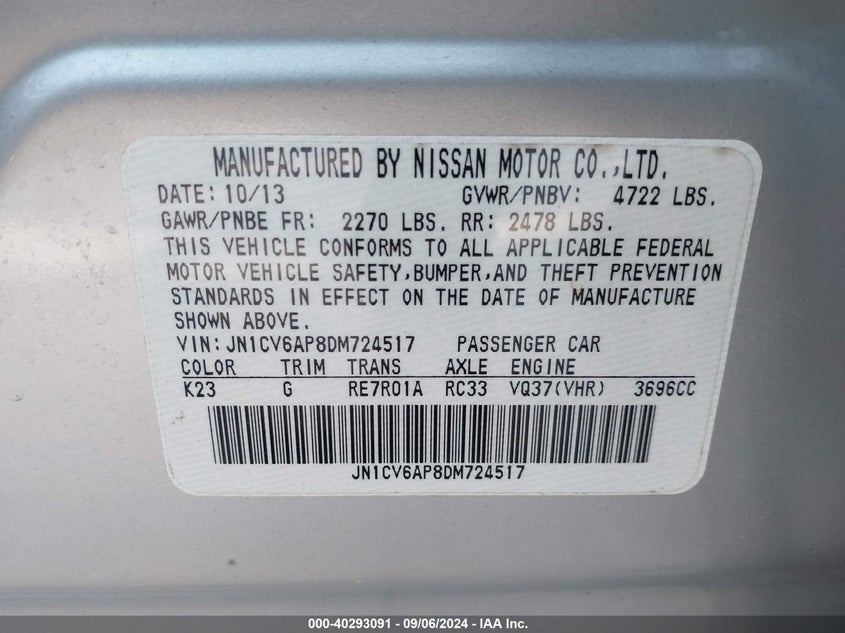 MANUFACTURED BY NISSAN MOTOR CO.,LTD.
DATE: 10/13 GVWR/PNBV: 4722 LBS.
GAWR/PNBE FR: 2270 LBS. RR: 2478 LBS.
THIS VEHICLE CONFORMS TO ALL APPLICABLE FEDERAL
MOTOR VEHICLE SAFETY,BUMPER,AND THEFT PREVENTION
STANDARDS IN EFFECT ON THE DATE OF MANUFACTURE
SHOWN ABOVE.
VIN:JN1CV6AP8DM724517 PASSENGER CAR
COLOR TRIM TRANS AXLE ENGINE
K23 G RE7R01A RC33 VQ37(VHR) 3696CC
JN1CV6AP8DM724517
000-40293091 - 09/06/2024 - IAA Inc.